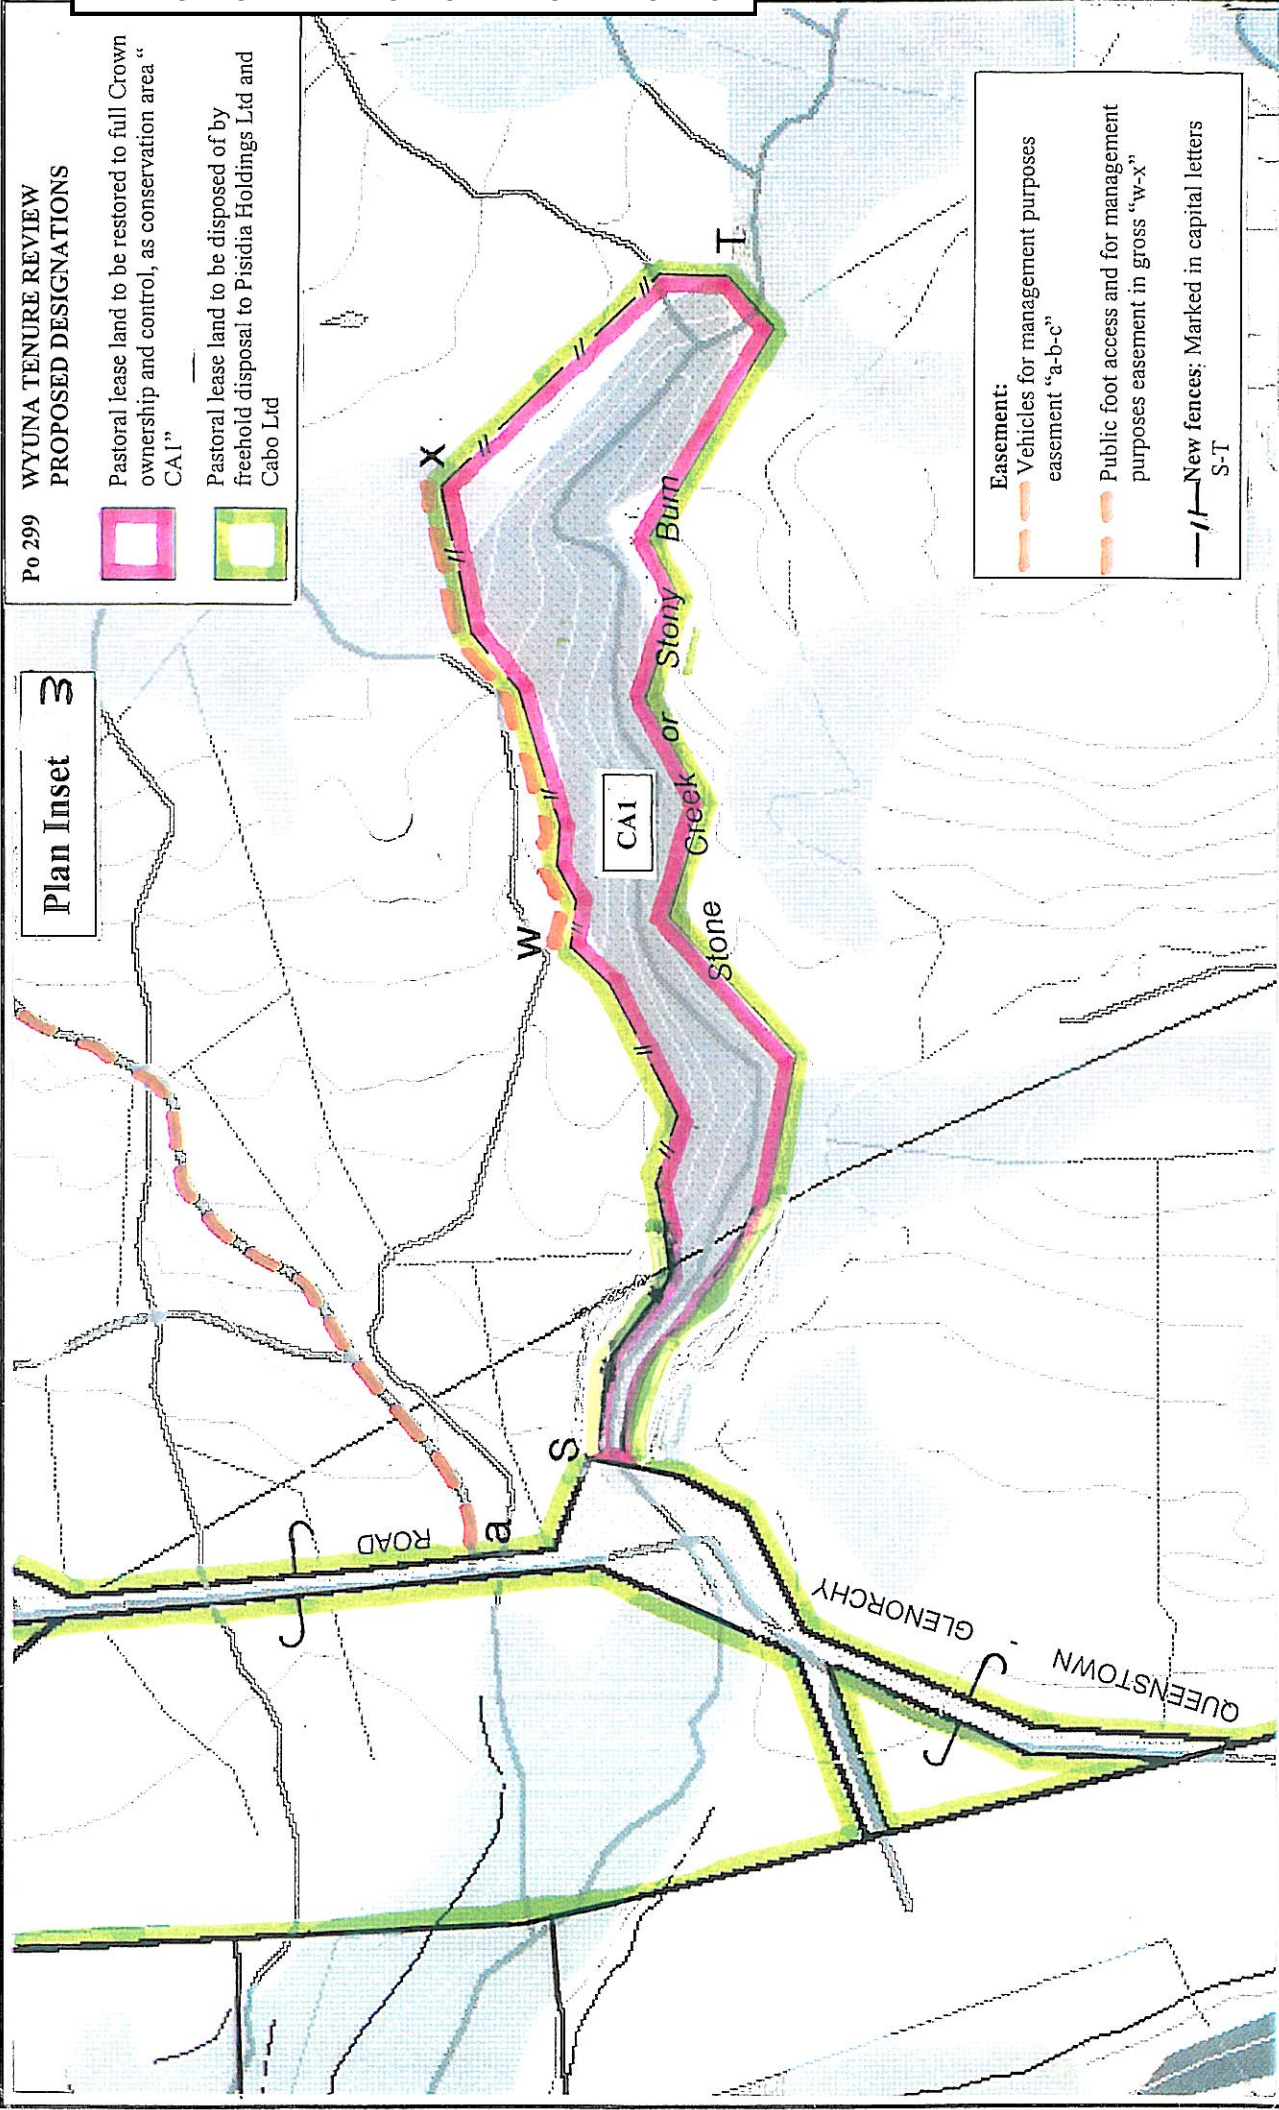 Po 299 WYUNA TENURE REVIEW
PROPOSED DESIGNATIONS
Pastoral lease land to be restored to full Crown
ownership and control, as conservation area “
CA1”
Pastoral lease land to be disposed of by
freehold disposal to Pisidia Holdings Ltd and
Cabo Ltd
Plan Inset 3
X
T
W
CA1
Stone Creek or Stony Burn
S
a
ROAD
GLENORCHY
-
QUEENSTOWN
Easement:
Vehicles for management purposes
easement “a-b-c”
Public foot access and for management
purposes easement in gross “w-x”
New fences: Marked in capital letters
S-T